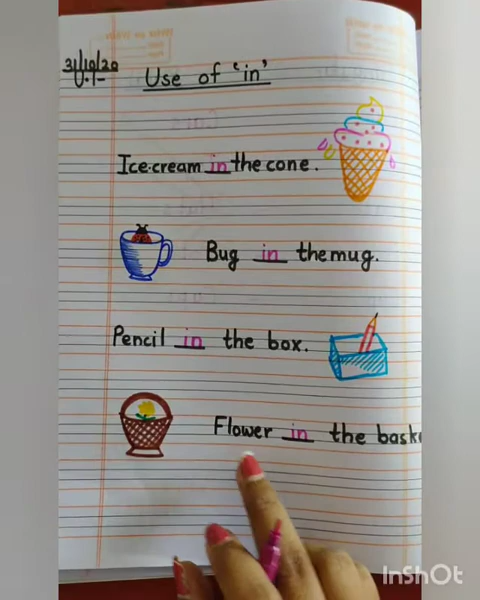 31/10/20
Use of 'in'
Ice-cream in the cone.
Bug in the mug.
Pencil in the box.
Flower in the bask
InShOt